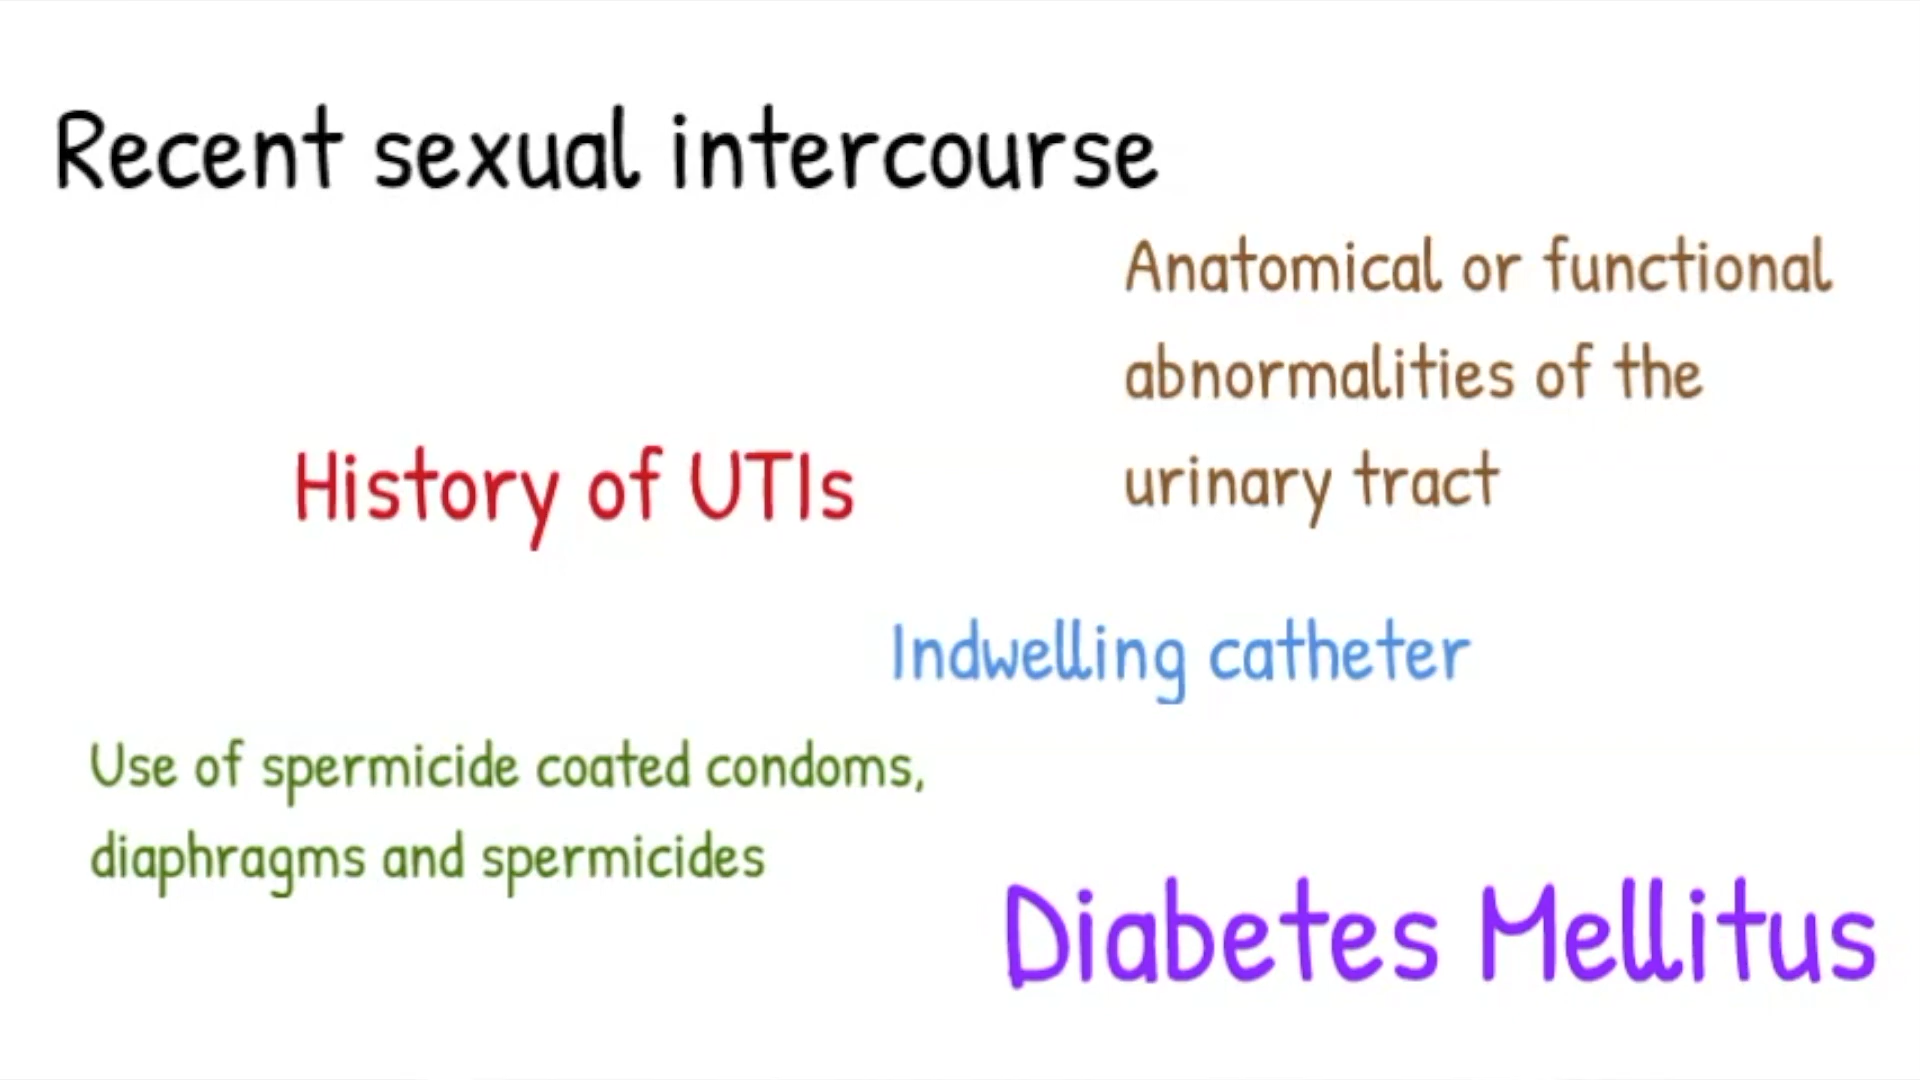 Recent sexual intercourse
Anatomical or functional
abnormalities of the
urinary tract
History of UTIs
Indwelling catheter
Use of spermicide coated condoms,
diaphragms and spermicides
Diabetes Mellitus